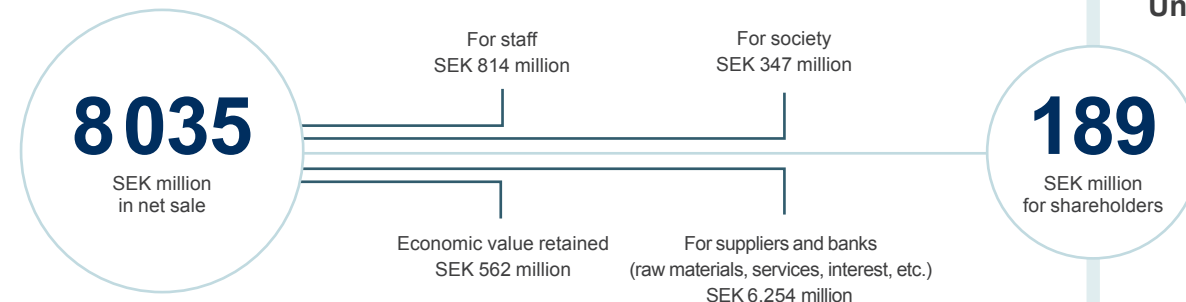 Un
For staff
SEK 814 million
For society
SEK 347 million
8 035
SEK million
in net sale
189
SEK million
for shareholders
Economic value retained
SEK 562 million
For suppliers and banks
(raw materials, services, interest, etc.)
SEK 6,254 million